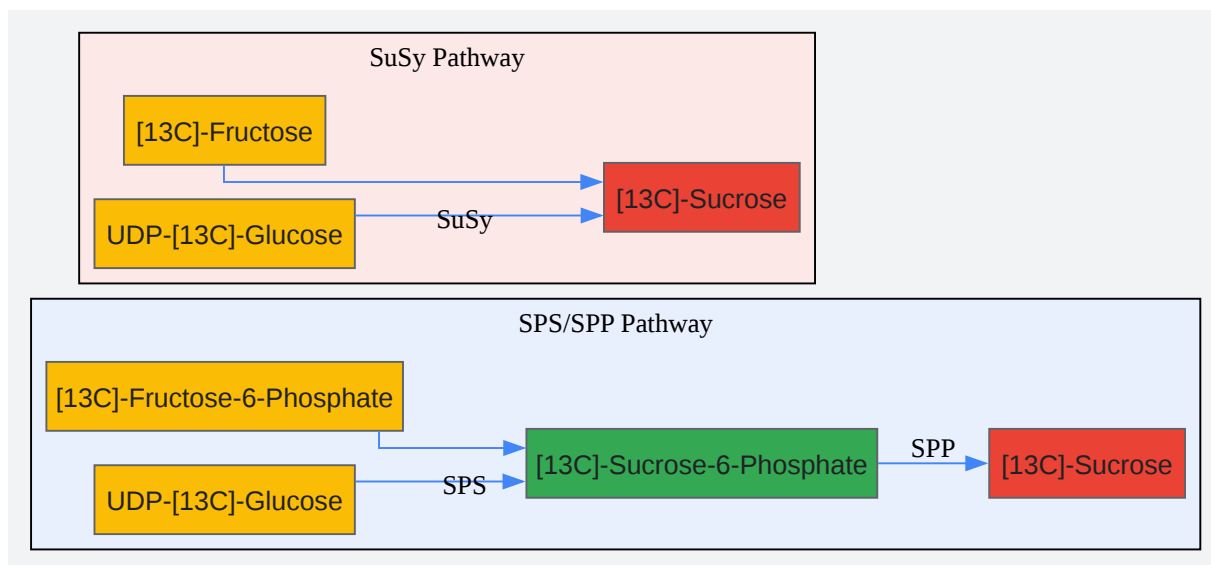 SuSy Pathway
[13C]-Fructose
UDP-[13C]-Glucose
SuSy
[13C]-Sucrose
SPS/SPP Pathway
[13C]-Fructose-6-Phosphate
UDP-[13C]-Glucose
SPS
[13C]-Sucrose-6-Phosphate
SPP
[13C]-Sucrose